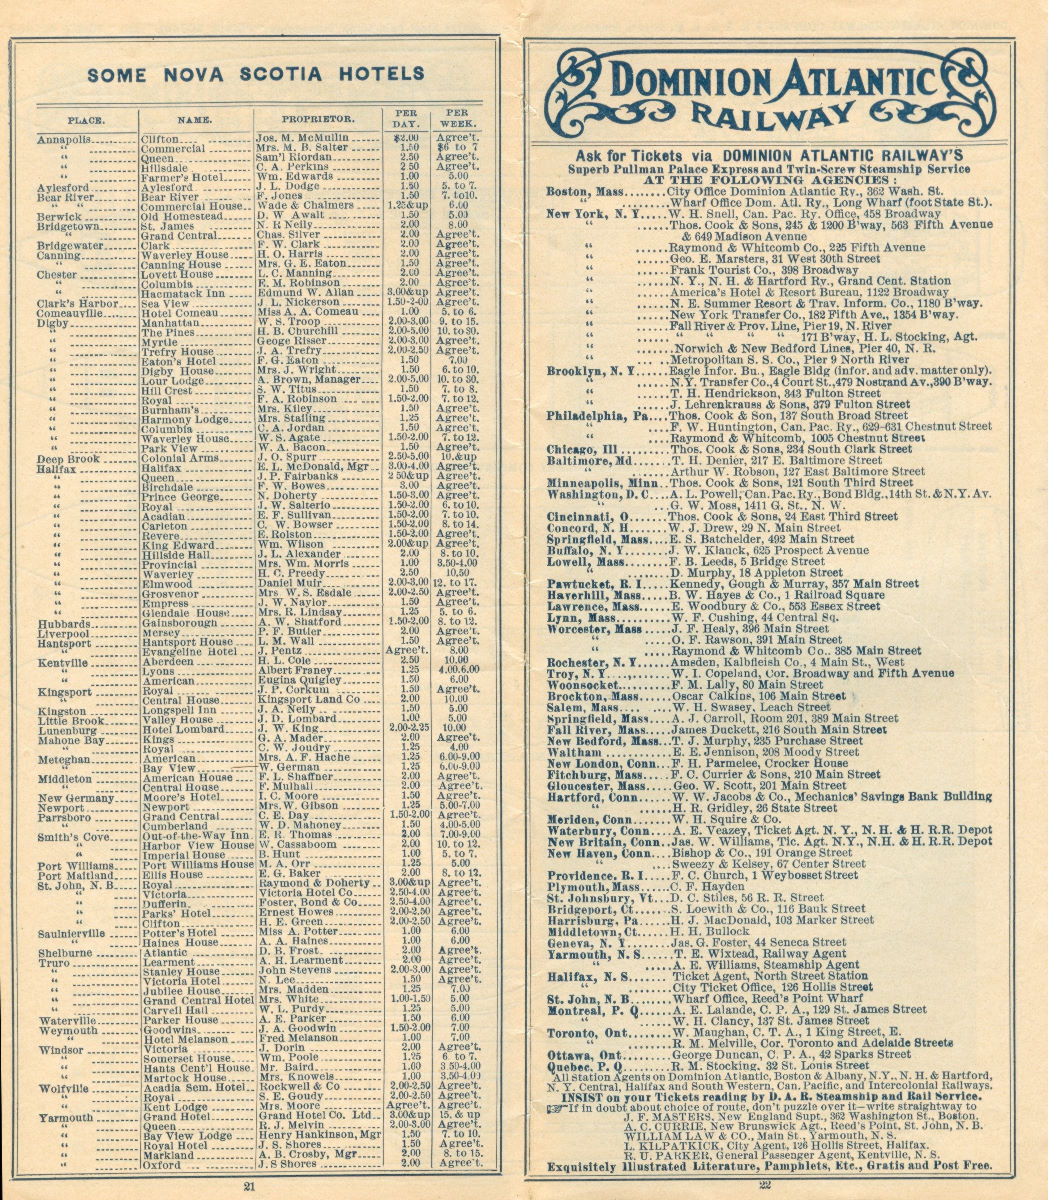 SOME NOVA SCOTIA HOTELS
PLACE. NAME. PROPRIETOR. PER DAY. PER WEEK.
Annapolis Clifton Jos. M. McMullin $2.00 Agree't.
“ Commercial Mrs. M. B. Salter 1.50 $6 to 7
“ Queen Sam'l Riordan 2.50 Agree't.
“ Hillsdale C. A. Perkins 2.50 Agree't.
“ Farmer's Hotel Wm. Edwards 1.00 5.00
Aylesford Aylesford J. L. Dodge 1.50 5. to 7.
Bear River Bear River F. Jones 1.50 7. to10.
“ “ Commercial House Wade & Chalmers 1.25&up 6.00
Berwick Old Homestead D. W Awalt 1.50 5.00
Bridgetown St. James N. R Neily 2.00 8.00
“ Grand Central Chas. Silver 2.00 Agree't.
Bridgewater Clark F. W. Clark 2.00 Agree't.
Canning Waverley House H. O. Harris 2.00 Agree't.
“ Canning House Mrs. G. E. Eaton 1.50 Agree't.
Chester Lovett House L. C. Manning 2.00 Agree't.
“ Columbia E. M. Robinson 2.00 Agree't.
“ Hacmatack Inn Edmund W. Allan 3.00&up Agree't.
Clark's Harbor Sea View J. L. Nickerson 1.50-2.00 Agree't.
Comeauville Hotel Comeau Miss A. A. Comeau 1.00 5. to 6.
Digby Manhattan W. S. Troop 2.00-3.00 9. to 15.
“ The Pines H. B. Churchill 2.00-5.00 10. to 30.
“ Myrtle Geoge Risser 2.00-3.00 Agree't.
“ Trefry House J. A. Trefry 2.00-2.50 Agree't.
“ Eaton's Hotel F. G. Eaton 1.50 7.00
“ Digby House Mrs. J. Wright 1.50 6. to 10.
“ Lour Lodge A. Brown, Manager 2.00-5.00 10. to 30.
“ Hill Crest S. W. Titus 1.50 7. to 8.
“ Royal F. A. Robinson 1.50-2.00 7. to 12.
“ Burnham's Mrs. Kiley 1.50 Agree't.
“ Harmony Lodge Mrs. Stailing 1.25 Agree't.
“ Columbia C. A. Jordan 1.50 Agree't.
“ Waverley House W. S. Agate 1.50-2.00 7. to 12.
“ Park View W. A. Bacon 1.50 Agree't.
Deep Brook Colonial Arms J. O. Spurr 2.50-5.00 10.&up
Halifax Halifax E. L. McDonald, Mgr 3.00-4.00 Agree't.
“ Queen J. P. Fairbanks 2 50&up Agree't.
“ Birchdale F. W. Bowes 3.00 Agree't.
“ Prince George N. Doherty 1.50-3.00 Agree't.
“ Royal J. W. Salterio 1.50-2.00 6. to 10.
“ Acadian E. F. Sullivan 1.50-2.00 7. to 10.
“ Carleton C. W. Bowser 1.50-2.00 8. to 14.
“ Revere E. Rolston 1.50-2.00 Agree't.
“ King Edward Wm. Wilson 2.00&up Agree't.
“ Hillside Hall J. L. Alexander 2.00 8. to 10.
“ Provincial Mrs. Wm. Morris 1.00 3.50-4.00
“ Waverley H. C. Preedy 2.50 10.50
“ Elmwood Daniel Muir 2.00-3.00 12. to 17.
“ Grosvenor Mrs W. S. Esdale 2.00-2.50 Agree't.
“ Empress J. W. Naylor 1.50 Agree't.
“ Glendale House Mrs. R. Lindsay 1.25 5. to 6.
Hubbards Gainsborough A. W. Shatford 1.50-2.00 8. to 12.
Liverpool Mersey P. F. Butler 2.00 Agree't.
Hantsport Hantsport House L. M. Wall 1.50 Agree't.
“ Evangeline Hotel J. Pentz Agree't. 8.00
Kentville Aberdeen H. L. Cole 2.50 10.00
“ Lyons Albert Franey 1.25 4.00.6.00
“ American Eugina Quigley 1.50 6.00
Kingsport Royal J. P. Corkum 1.50 Agree't.
“ Central House Kingsport Land Co 2.00 10.00
Kingston Longspell Inn J. A. Neily 1.50 5.00
Little Brook Valley House J. D. Lombard 1.00 5.00
Lunenburg Hotel Lombard J. W. King 2.00-2.25 10.00
Mahone Bay Kings G. A. Mader 2.00 Agree't.
“ Royal C. W. Joudry 1.25 4.00
Meteghan American Mrs. A. F. Hache 1.25 6.00-9.00
“ Bay View W. German 1.25 6.00-9.00
Middleton American House F. L. Shaffner 2.00 Agree't.
“ Central House F. Mulhall 2.00 Agree't.
New Germany Moore's Hotel I. C. Moore 1.50 Agree't.
Newport Newport Mrs. W. Gibson 1.25 5.00-7.00
Parrsboro Grand Central C. E. Day 1.50-2.00 Agree't.
“ Cumberland W. D. Mahoney 1.50 4.00-5.00
Smith's Cove Out-of-the-Way Inn E. R. Thomas 2.00 7.00-9.00
“ Harbor View House W. Cassaboom 2.00 10. to 12.
“ Imperial House B. Hunt 1.00 5. to 7.
Port Williams Port Williams House M. A. Orr 1.25 5.00
Port Maitland Ellis House E. G. Baker 2.00 8. to 12.
St. John, N. B Royal Raymond & Doherty 3.00&up Agree't.
“ Victoria Victoria Hotel Co 2.50-4.00 Agree't.
“ Dufferin Foster, Bond & Co 2.50-4.00 Agree't.
“ Parks' Hotel Ernest Howes 2.00-2.50 Agree't.
“ Clifton H. E. Green 2.00-2.50 Agree't.
Saulnierville Potter's Hotel Miss A. Potter 1.00 6.00
“ Haines House A. A. Haines 1.00 6.00
Shelburne Atlantic D. B. Frost 2.00 Agree't.
Truro Learment A. H. Learment 2.00 Agree't.
“ Stanley House John Stevens 2.00-3.00 Agree't.
“ Victoria Hotel N. Lee 1.50 Agree't.
“ Jubilee House Mrs. Madden 1.25 7.00
“ Grand Central Hotel Mrs. White 1.00-1.50 5.00
“ Carvell Hall W. L. Purdy 1.25 5.00
Waterville Parker House A. E. Parker 1.50 6.00
Weymouth Goodwins J. A. Goodwin 1.50-2.00 7.00
“ Hotel Melanson Fred Melanson 1.00 7.00
Windsor Victoria J. Dorin 2.00 Agree't.
“ Somerset House Wm. Poole 1.25 6. to 7.
“ Hants Cent'l House Mr. Baird 1.00 3.50-4.00
“ Martock House Mrs. Knowels 1.00 3.50-4.00
Wolfville Acadia Sem. Hotel Rockwell & Co 2.00-2.50 Agree't.
“ Royal S. E. Goudy 2.00-2.50 Agree't.
“ Kent Lodge Mrs. Moore Agree't. Agree't.
Yarmouth Grand Hotel Grand Hotel Co. Ltd 3.00&up 15. & up
“ Queen R. J. Melvin 2.00-3.00 Agree't.
“ Bay View Lodge Henry Hankinson, Mgr 1.50 7. to 10.
“ Royal Hotel J. S. Shores 1.50 Agree't.
“ Markland A. B. Crosby, Mgr 2.00 8. to 15.
“ Oxford J. S Shores 2.00 Agree't.
21
DOMINION ATLANTIC
RAILWAY
Ask for Tickets via DOMINION ATLANTIC RAILWAY'S
Superb Pullman Palace Express and Twin-Screw Steamship Service
AT THE FOLLOWING AGENCIES:
Boston, Mass City Office Dominion Atlantic Ry., 362 Wash. St.
“ Wharf Office Dom. Atl. Ry., Long Wharf (foot State St.).
New York, N. Y W. H. Snell, Can. Pac. Ry. Office, 458 Broadway
“ Thos. Cook & Sons, 245 & 1200 B'way, 563 Fifth Avenue
& 649 Madison Avenue
“ Raymond & Whitcomb Co., 225 Fifth Avenue
“ Geo. E. Marsters, 31 West 30th Street
“ Frank Tourist Co., 398 Broadway
“ N. Y., N. H. & Hartford Ry., Grand Cent. Station
“ America's Hotel & Resort Bureau, 1122 Broadway
“ N. E. Summer Resort & Trav. Inform. Co., 1180 B'way.
“ New York Transfer Co., 182 Fifth Ave., 1354 B'way.
“ Fall River & Prov. Line, Pier 19, N. River
“ “ “ “ 171 B'way, H. L. Stocking, Agt.
“ Norwich & New Bedford Lines, Pier 40, N. R.
“ Metropolitan S. S. Co., Pier 9 North River
Brooklyn, N. Y Eagle Infor. Bu., Eagle Bldg (infor. and adv. matter only).
“ N.Y. Transfer Co., 4 Court St., 479 Nostrand Av., 390 B'way.
“ T. H. Hendrickson, 343 Fulton Street
“ J. Lehrenkrauss & Sons, 379 Fulton Street
Philadelphia, Pa Thos. Cook & Son, 137 South Broad Street
“ F. W. Huntington, Can. Pac. Ry., 629-631 Chestnut Street
“ Raymond & Whitcomb, 1005 Chestnut Street
Chicago, Ill Thos. Cook & Sons, 234 South Clark Street
Baltimore, Md T. H. Denier, 217 E. Baltimore Street
“ Arthur W. Robson, 127 East Baltimore Street
Minneapolis, Minn Thos. Cook & Sons, 121 South Third Street
Washington, D. C A. L. Powell, Can. Pac. Ry., Bond Bldg., 14th St. & N.Y. Av.
“ G. W. Moss, 1411 G. St., N. W.
Cincinnati, O Thos. Cook & Sons, 24 East Third Street
Concord, N. H W. J. Drew, 29 N. Main Street
Springfield, Mass E. S. Batchelder, 492 Main Street
Buffalo, N. Y J. W. Klauck, 625 Prospect Avenue
Lowell, Mass F. B. Leeds, 5 Bridge Street
“ D. Murphy, 18 Appleton Street
Pawtucket, R. I Kennedy, Gough & Murray, 357 Main Street
Haverhill, Mass B. W. Hayes & Co., 1 Railroad Square
Lawrence, Mass E. Woodbury & Co., 553 Essex Street
Lynn, Mass W. F. Cushing, 44 Central Sq.
Worcester, Mass J. F. Healy, 396 Main Street
“ O. F. Rawson, 391 Main Street
“ Raymond & Whitcomb Co. 385 Main Street
Rochester, N. Y Amsden, Kalbfleish Co., 4 Main St., West
Troy, N. Y W. I. Copeland, Cor. Broadway and Fifth Avenue
Woonsocket F. M. Lally, 80 Main Street
Brockton, Mass Oscar Calkins, 106 Main Street
Salem, Mass W. H. Swasey, Leach Street
Springfield, Mass A. J. Carroll, Room 201, 389 Main Street
Fall River, Mass James Duckett, 216 South Main Street
New Bedford, Mass T. J. Murphy, 235 Purchase Street
Waltham E. E. Jennison, 208 Moody Street
New London, Conn F. H. Parmelee, Crocker House
Fitchburg, Mass F. C. Currier & Sons, 210 Main Street
Gloucester, Mass Geo. W. Scott, 201 Main Street
Hartford, Conn W. W. Jacobs & Co., Mechanics' Savings Bank Building
“ H. R. Gridley, 26 State Street
Meriden, Conn W. H. Squire & Co.
Waterbury, Conn A. E. Veazey, Ticket Agt. N. Y., N.H. & H.R.R. Depot
New Britain, Conn Jas. W. Williams, Tic. Agt. N.Y., N.H. & H.R.R. Depot
New Haven, Conn Bishop & Co., 191 Orange Street
“ Sweezy & Kelsey, 67 Center Street
Providence. R. I F. C. Church, 1 Weybosset Street
Plymouth, Mass C. F. Hayden
St. Johnsbury, Vt D. C. Stiles, 56 R. R. Street
Bridgeport, Ct S. Loewith & Co., 116 Bank Street
Harrisburg, Pa H. J. MacDonald, 103 Marker Street
Middletown, Ct H. H. Bullock
Geneva, N. Y Jas. G. Foster, 44 Seneca Street
Yarmouth, N. S T. E. Wixtead, Railway Agent
“ A. E. Williams, Steamship Agent
Halifax, N. S Ticket Agent, North Street Station
“ City Ticket Office, 126 Hollis Street
St. John, N. B Wharf Office, Reed's Point Wharf
Montreal, P. Q A. E. Lalande, C. P. A., 129 St. James Street
“ W. H. Clancy, 137 St. James Street
Toronto, Ont W. Maughan, C. T. A., 1 King Street, E.
“ R. M. Melville, Cor. Toronto and Adelaide Streets
Ottawa, Ont George Duncan, C. P. A., 42 Sparks Street
Quebec. P. Q R. M. Stocking, 32 St. Louis Street
All Station Agents on Dominion Atlantic, Boston & Albany, N. Y., N. H. & Hartford,
N. Y. Central, Halifax and South Western, Can. Pacific, and Intercolonial Railways.
INSIST on your Tickets reading by D. A. R. Steamship and Rail Service.
If in doubt about choice of route, don't puzzle over it—write straightway to
J. F. MASTERS, New England Supt., 362 Washington St., Boston.
A. C. CURRIE, New Brunswick Agt., Reed's Point, St. John, N. B.
WILLIAM LAW & CO., Main St., Yarmouth, N. S.
L. KILPATKICK, City Agent, 126 Hollis Street, Halifax.
R. U. PARKER, General Passenger Agent, Kentville, N. S.
Exquisitely Illustrated Literature, Pamphlets, Etc., Gratis and Post Free.
22